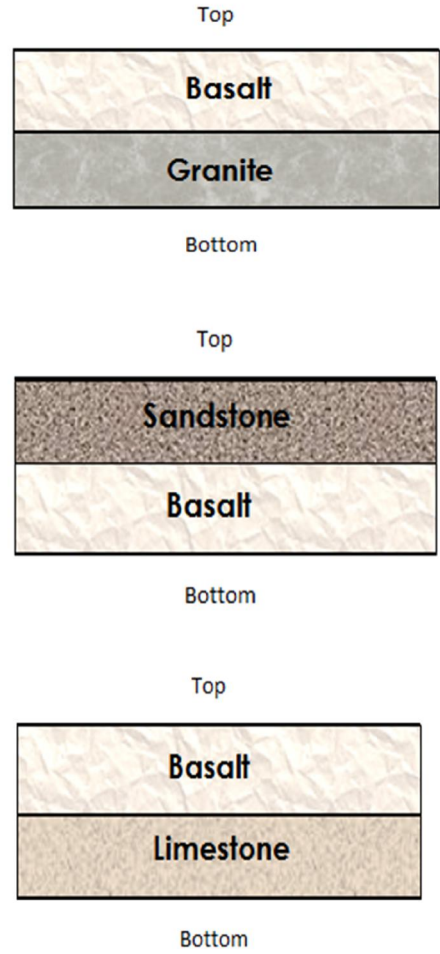 Top
Basalt
Granite
Bottom
Top
Sandstone
Basalt
Bottom
Top
Basalt
Limestone
Bottom